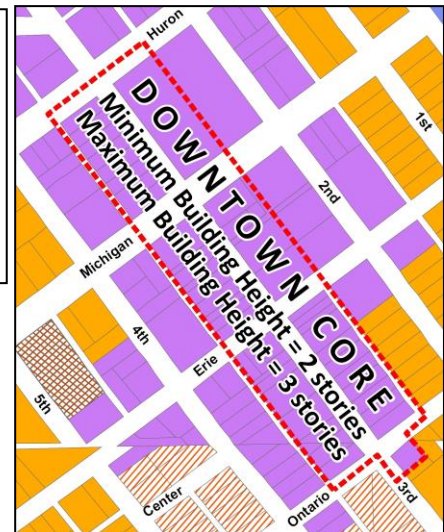 Huron
DOWNTOWN CORE
Minimum Building Height = 2 stories
Maximum Building Height = 3 stories
1st
2nd
Michigan
4th
Erie
5th
Center
Ontario
3rd